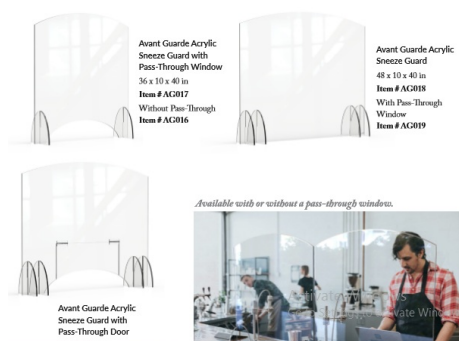 Avant Guarde Acrylic
Sneeze Guard with
Pass-Through Window
36 x 10 x 40 in
Item # AG017
Without Pass-Through
Item # AG016
Avant Guarde Acrylic
Sneeze Guard
48 x 10 x 40 in
Item # AG018
With Pass-Through
Window
Item # AG019
Available with or without a pass-through window.
Avant Guarde Acrylic
Sneeze Guard with
Pass-Through Door